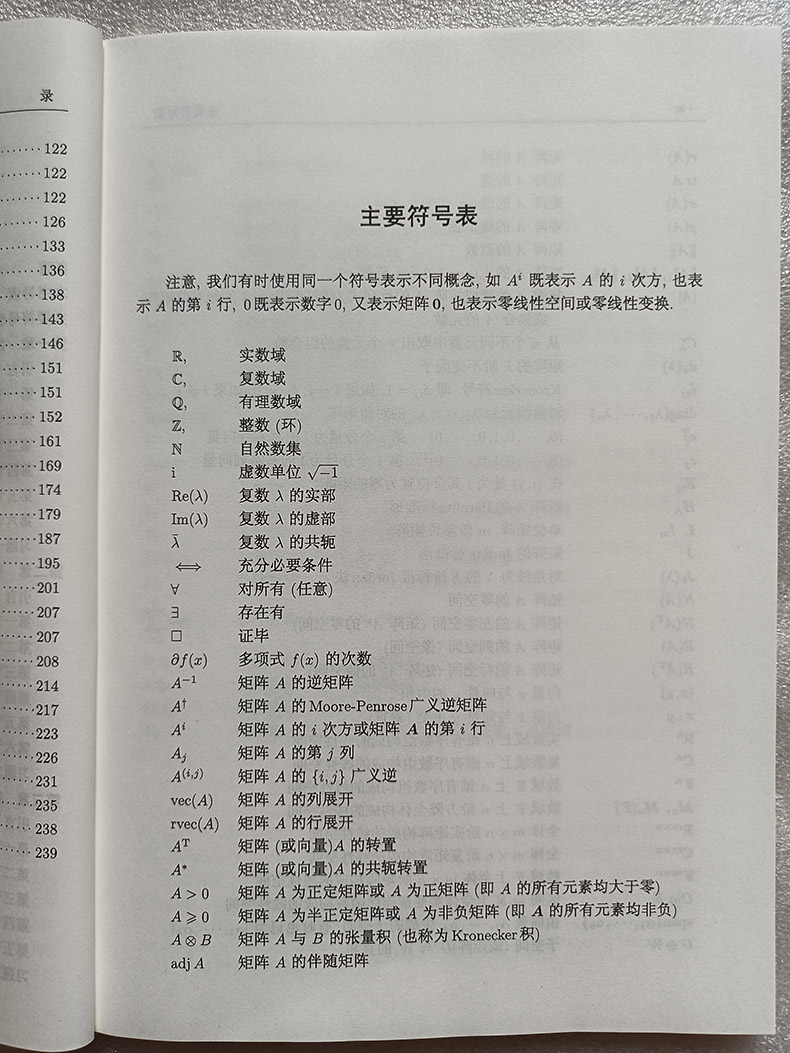 录
122
122
122
126
133
136
138
143
146
151
151
152
161
169
174
179
187
195
201
207
207
208
214
217
223
226
231
235
238
239
主要符号表
注意, 我们有时使用同一个符号表示不同概念, 如 Aⁱ 既表示 A 的 i 次方, 也表
示 A 的第 i 行, 0 既表示数字 0, 又表示矩阵 0, 也表示零线性空间或零线性变换.
ℝ, 实数域
ℂ, 复数域
ℚ, 有理数域
ℤ, 整数 (环)
ℕ 自然数集
i 虚数单位 √−1
Re(λ) 复数 λ 的实部
Im(λ) 复数 λ 的虚部
λ̄ 复数 λ 的共轭
⟺ 充分必要条件
∀ 对所有 (任意)
∃ 存在有
□ 证毕
∂f(x) 多项式 f(x) 的次数
A⁻¹ 矩阵 A 的逆矩阵
A† 矩阵 A 的 Moore-Penrose 广义逆矩阵
Aⁱ 矩阵 A 的 i 次方或矩阵 A 的第 i 行
Aⱼ 矩阵 A 的第 j 列
A⁽ⁱ,ʲ⁾ 矩阵 A 的 {i,j} 广义逆
vec(A) 矩阵 A 的列展开
rvec(A) 矩阵 A 的行展开
Aᵀ 矩阵 (或向量)A 的转置
A* 矩阵 (或向量)A 的共轭转置
A > 0 矩阵 A 为正定矩阵或 A 为正矩阵 (即 A 的所有元素均大于零)
A ⩾ 0 矩阵 A 为半正定矩阵或 A 为非负矩阵 (即 A 的所有元素均非负)
A ⊗ B 矩阵 A 与 B 的张量积 (也称为 Kronecker 积)
adj A 矩阵 A 的伴随矩阵